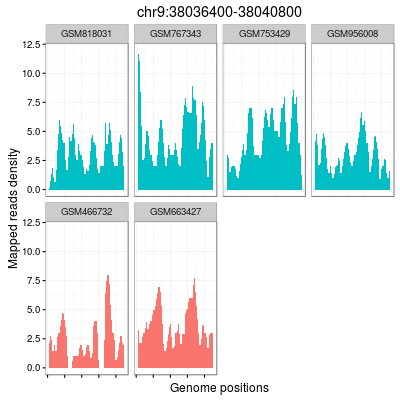 chr9:38036400-38040800
GSM818031 GSM767343 GSM753429 GSM956008
12.5
10.0
7.5
5.0
2.5
0.0
GSM466732 GSM663427
12.5
10.0
7.5
5.0
2.5
0.0
Mapped reads density
Genome positions